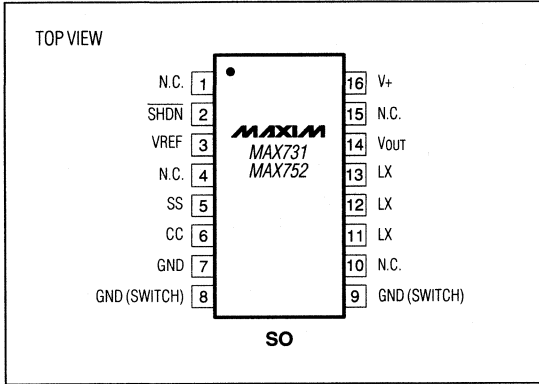 TOP VIEW
N.C. 1
SHDN 2
VREF 3
N.C. 4
SS 5
CC 6
GND 7
GND (SWITCH) 8
MAXIM
MAX731
MAX752
16 V+
15 N.C.
14 VOUT
13 LX
12 LX
11 LX
10 N.C.
9 GND (SWITCH)
SO